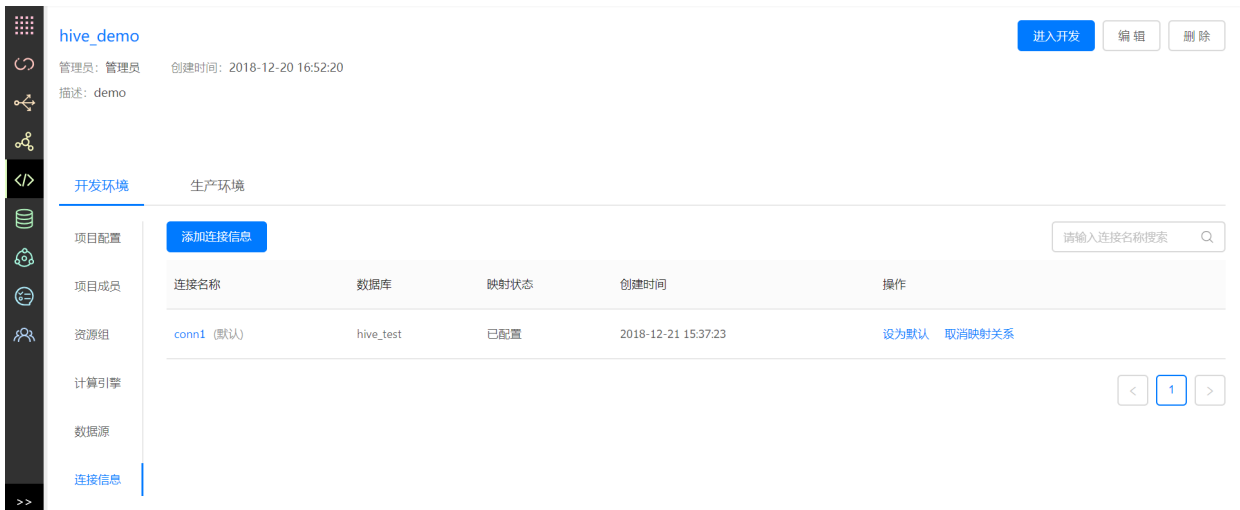 hive_demo
进入开发 编辑 删除
管理员：管理员 创建时间：2018-12-20 16:52:20
描述：demo
开发环境 生产环境
项目配置
项目成员
资源组
计算引擎
数据源
连接信息
添加连接信息 请输入连接名称搜索
连接名称 数据库 映射状态 创建时间 操作
conn1 (默认) hive_test 已配置 2018-12-21 15:37:23 设为默认 取消映射关系
< 1 >
>>